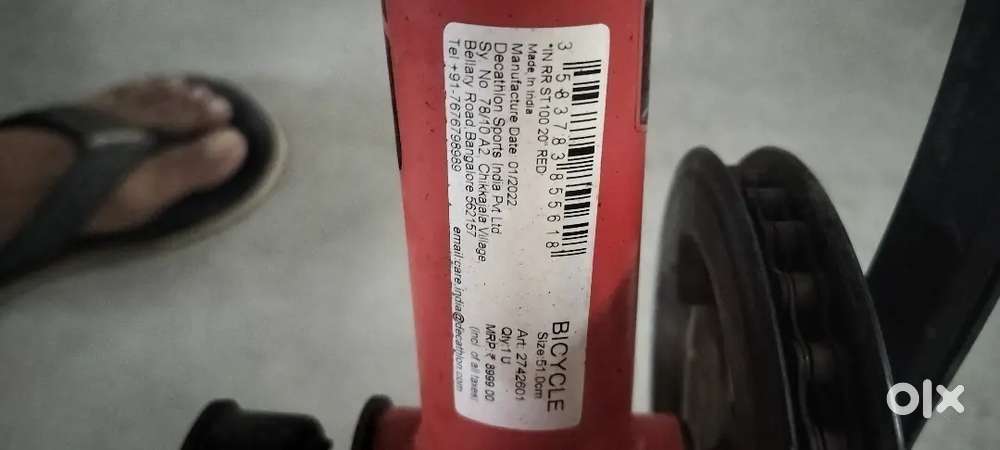 3 583783 855618
*IN RR ST100 20" RED
Made In India
Manufacture Date 01/2022
Decathlon Sports India Pvt Ltd
Sy. No 78/10 A2, Chikkajala Village,
Bellary Road,Bangalore 562157
Tel +91-7676798989
email-care.india@decathlon.com
BICYCLE
Size:51.0cm
Art: 2742601
Qty:1 U
MRP:₹ 8999.00
(incl. of all taxes)
olx